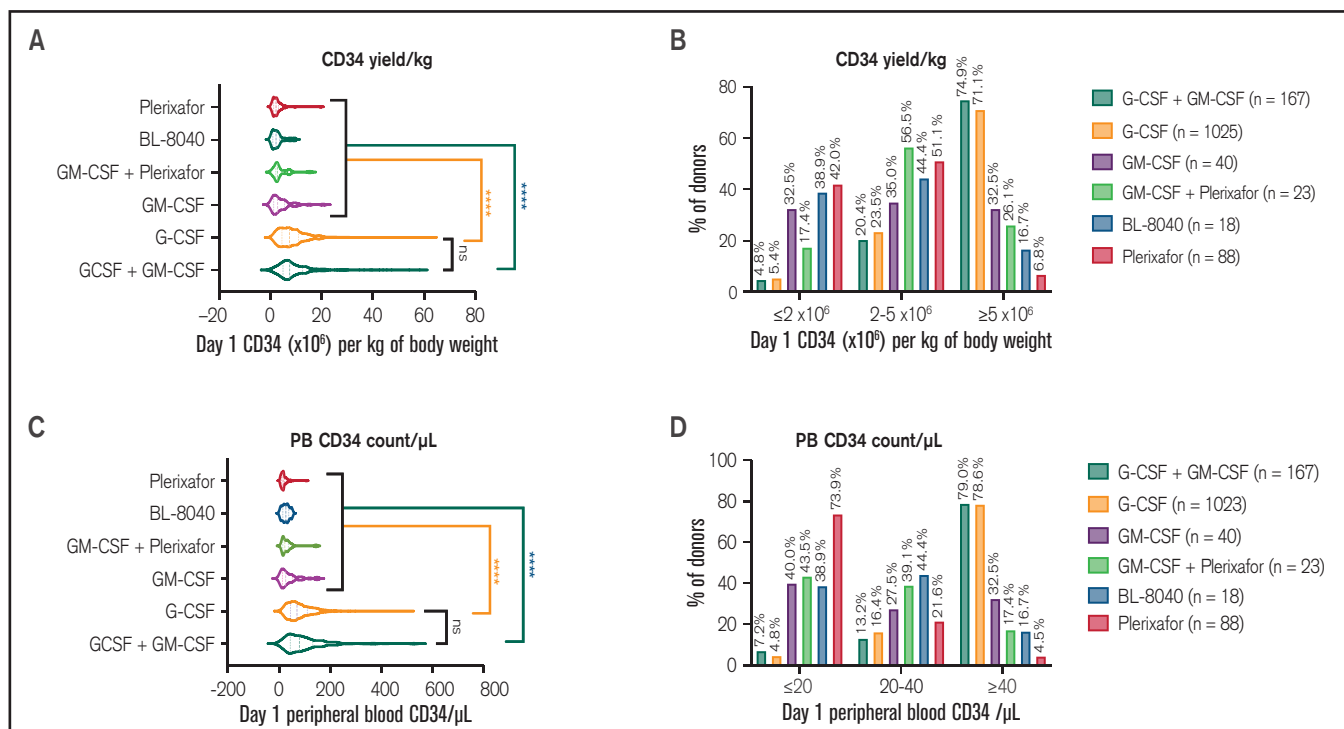 A
CD34 yield/kg
Plerixafor
BL-8040
GM-CSF + Plerixafor
GM-CSF
G-CSF
GCSF + GM-CSF
ns
****
****
–20
0
20
40
60
80
Day 1 CD34 (x10⁶) per kg of body weight
B
CD34 yield/kg
% of donors
80
60
40
20
0
4.8%
5.4%
32.5%
17.4%
38.9%
42.0%
20.4%
23.5%
35.0%
56.5%
44.4%
51.1%
74.9%
71.1%
32.5%
26.1%
16.7%
6.8%
≤2 x10⁶
2-5 x10⁶
≥5 x10⁶
Day 1 CD34 (x10⁶) per kg of body weight
G-CSF + GM-CSF (n = 167)
G-CSF (n = 1025)
GM-CSF (n = 40)
GM-CSF + Plerixafor (n = 23)
BL-8040 (n = 18)
Plerixafor (n = 88)
C
PB CD34 count/µL
Plerixafor
BL-8040
GM-CSF + Plerixafor
GM-CSF
G-CSF
GCSF + GM-CSF
ns
****
****
-200
0
200
400
600
800
Day 1 peripheral blood CD34/µL
D
PB CD34 count/µL
% of donors
100
80
60
40
20
0
7.2%
4.8%
40.0%
43.5%
38.9%
73.9%
13.2%
16.4%
27.5%
39.1%
44.4%
21.6%
79.0%
78.6%
32.5%
17.4%
16.7%
4.5%
≤20
20-40
≥40
Day 1 peripheral blood CD34 /µL
G-CSF + GM-CSF (n = 167)
G-CSF (n = 1023)
GM-CSF (n = 40)
GM-CSF + Plerixafor (n = 23)
BL-8040 (n = 18)
Plerixafor (n = 88)